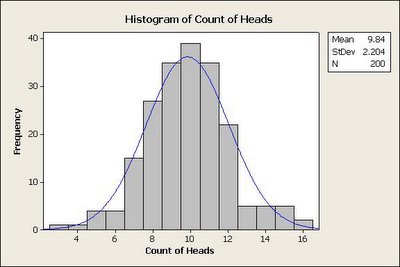 Histogram of Count of Heads
Mean 9.84
StDev 2.204
N 200
Frequency
40
30
20
10
0
4 6 8 10 12 14 16
Count of Heads